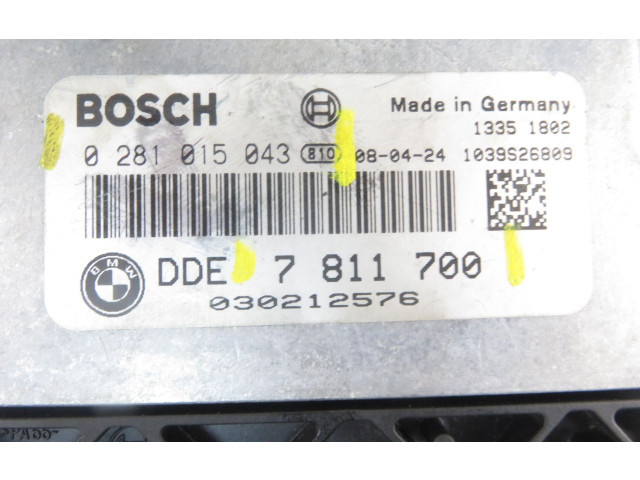 BOSCH
Made in Germany
1335 1802
0 281 015 043 810 08-04-24 1039S26809
BMW
DDE 7 811 700
030212576